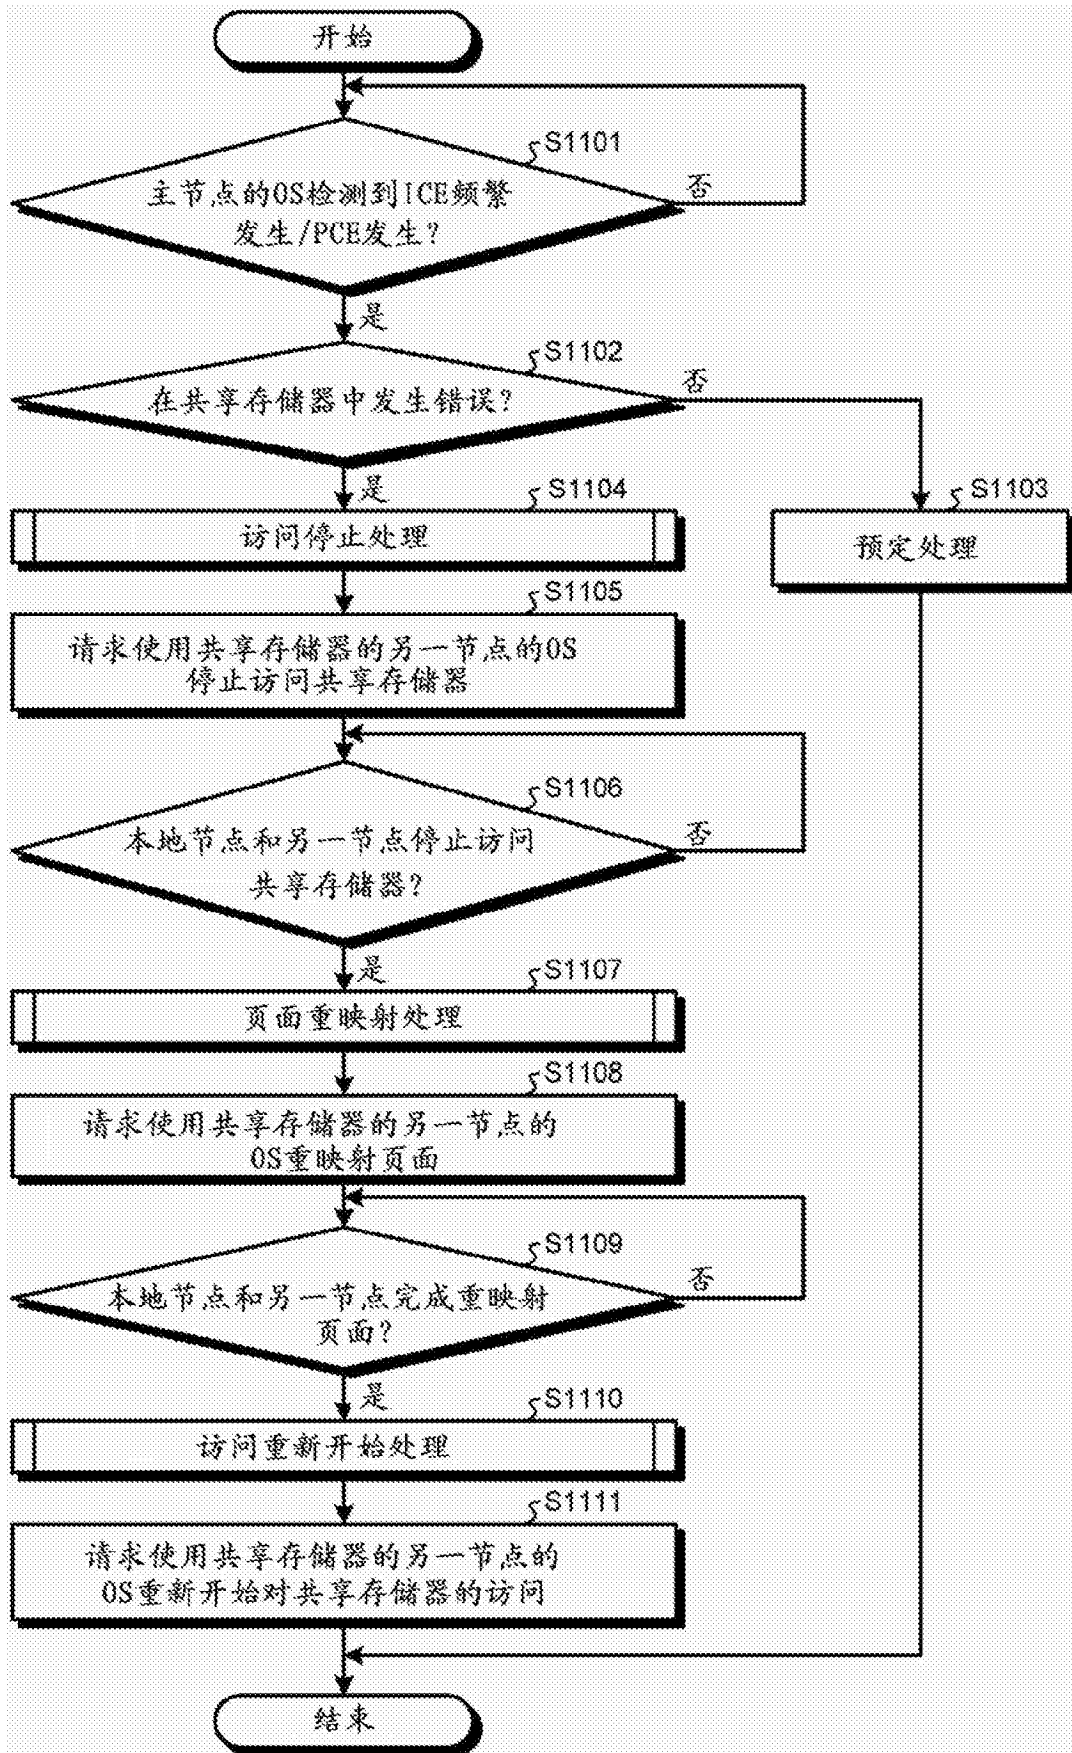 开始
S1101
主节点的OS检测到ICE频繁
发生/PCE发生?
否
是
S1102
在共享存储器中发生错误?
否
是
S1104
访问停止处理
S1103
预定处理
S1105
请求使用共享存储器的另一节点的OS
停止访问共享存储器
S1106
本地节点和另一节点停止访问
共享存储器?
否
是
S1107
页面重映射处理
S1108
请求使用共享存储器的另一节点的
OS重映射页面
S1109
本地节点和另一节点完成重映射
页面?
否
是
S1110
访问重新开始处理
S1111
请求使用共享存储器的另一节点的
OS重新开始对共享存储器的访问
结束